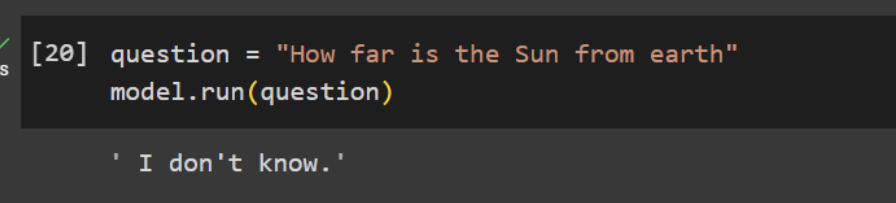 [20] question = "How far is the Sun from earth"
model.run(question)
s
' I don't know.'